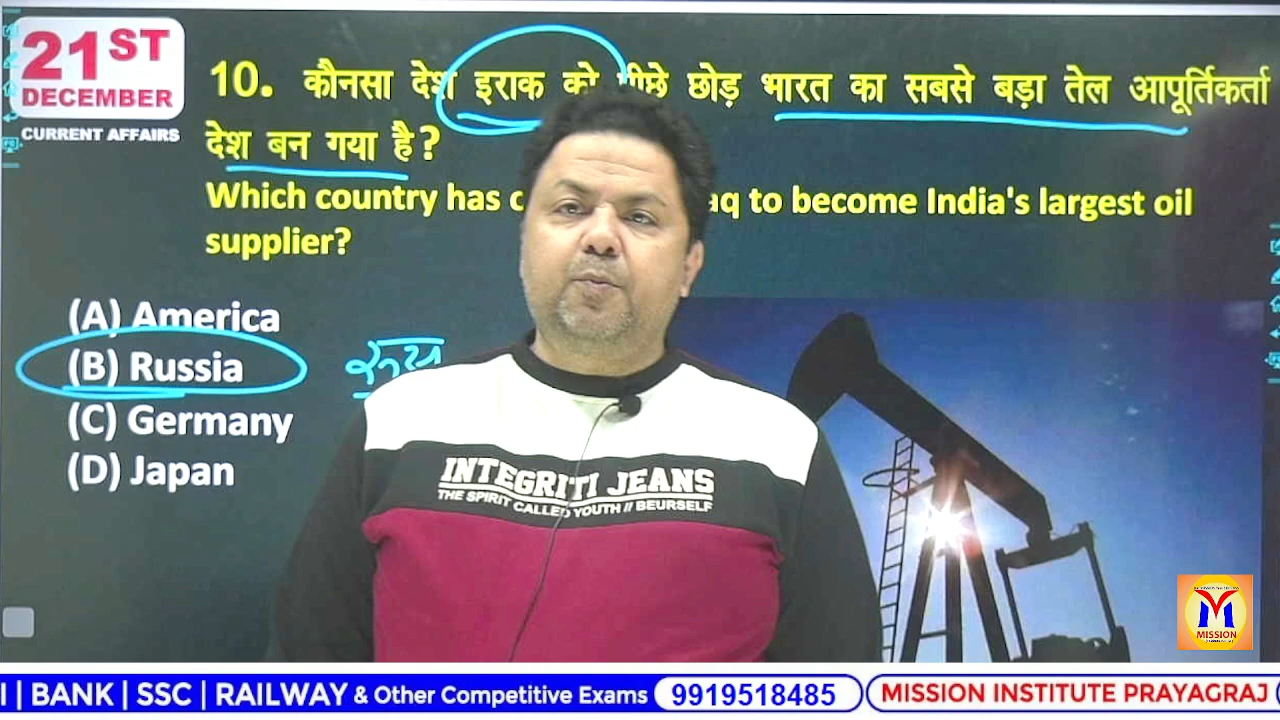 21ST
DECEMBER
CURRENT AFFAIRS
10. कौनसा देश इराक को पीछे छोड़ भारत का सबसे बड़ा तेल आपूर्तिकर्ता
देश बन गया है?
Which country has to become India's largest oil
supplier?
(A) America
(B) Russia
रूस
(C) Germany
(D) Japan
INTEGRITI JEANS
THE SPIRIT CALLED YOUTH // BEURSELF
M
MISSION
| BANK | SSC | RAILWAY & Other Competitive Exams 9919518485 MISSION INSTITUTE PRAYAGRAJ